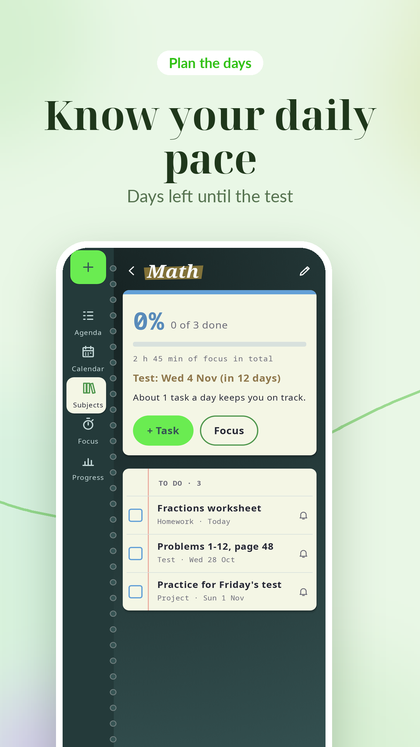 Plan the days
Know your daily
pace
Days left until the test
+
Math
Agenda
Calendar
Subjects
Focus
Progress
0% 0 of 3 done
2 h 45 min of focus in total
Test: Wed 4 Nov (in 12 days)
About 1 task a day keeps you on track.
+ Task
Focus
TO DO · 3
Fractions worksheet
Homework · Today
Problems 1-12, page 48
Test · Wed 28 Oct
Practice for Friday's test
Project · Sun 1 Nov